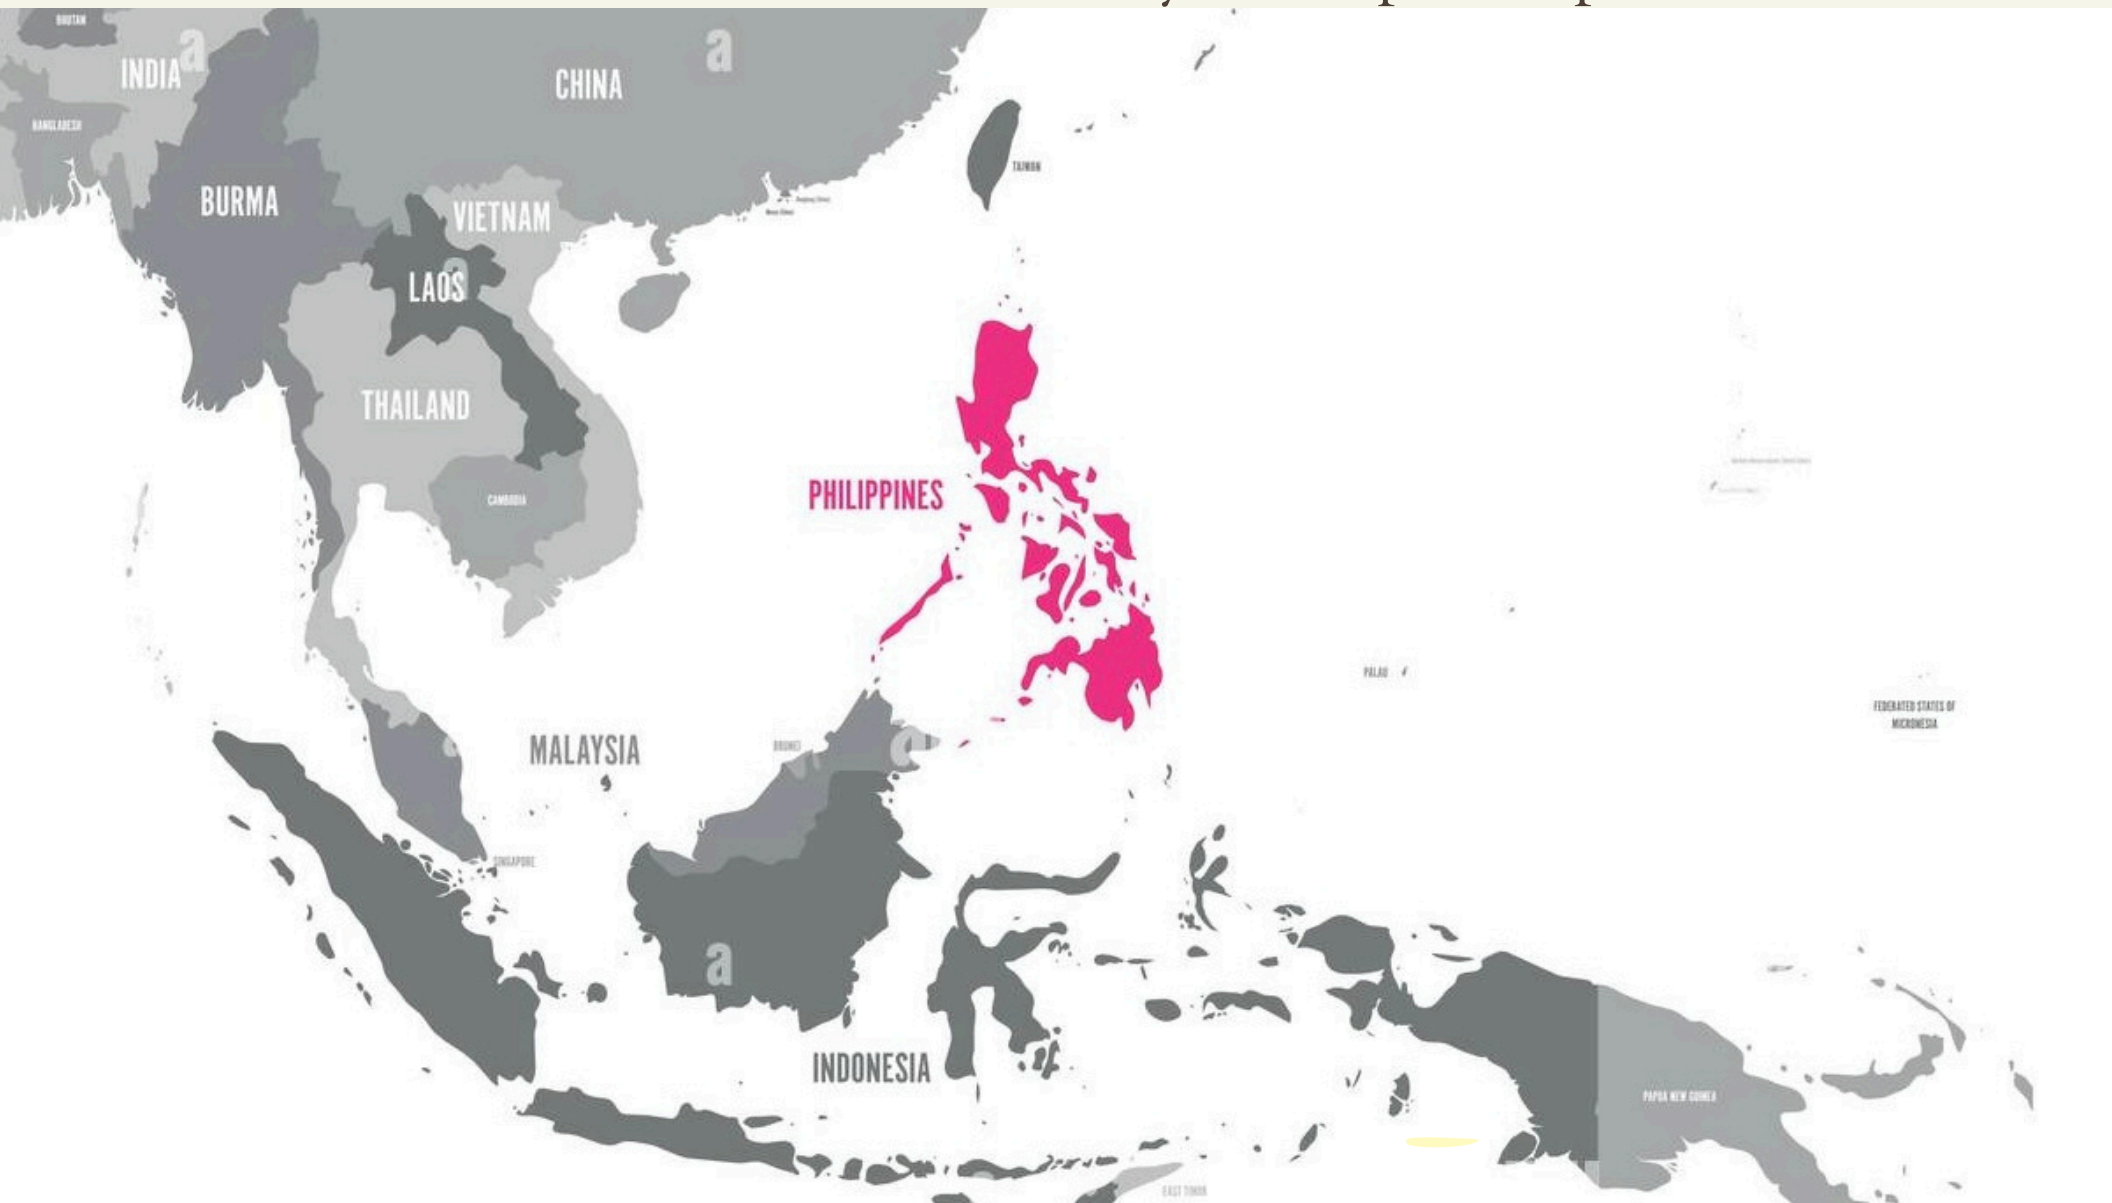 BHUTAN
INDIA
a
a
CHINA
BANGLADESH
TAIWAN
BURMA
VIETNAM
a
LAOS
THAILAND
CAMBODIA
PHILIPPINES
PALAU
FEDERATED STATES OF
MICRONESIA
MALAYSIA
a
BRUNEI
a
SINGAPORE
a
INDONESIA
PAPUA NEW GUINEA
EAST TIMOR